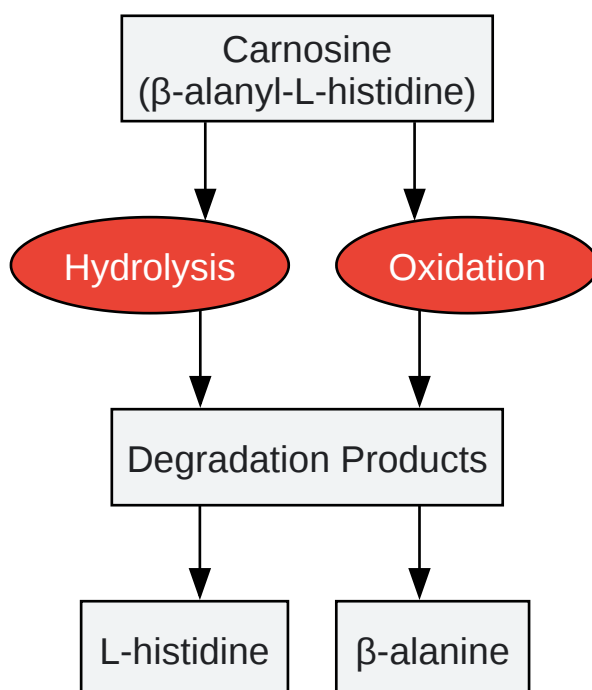 Carnosine
(β-alanyl-L-histidine)
Hydrolysis
Oxidation
Degradation Products
L-histidine
β-alanine